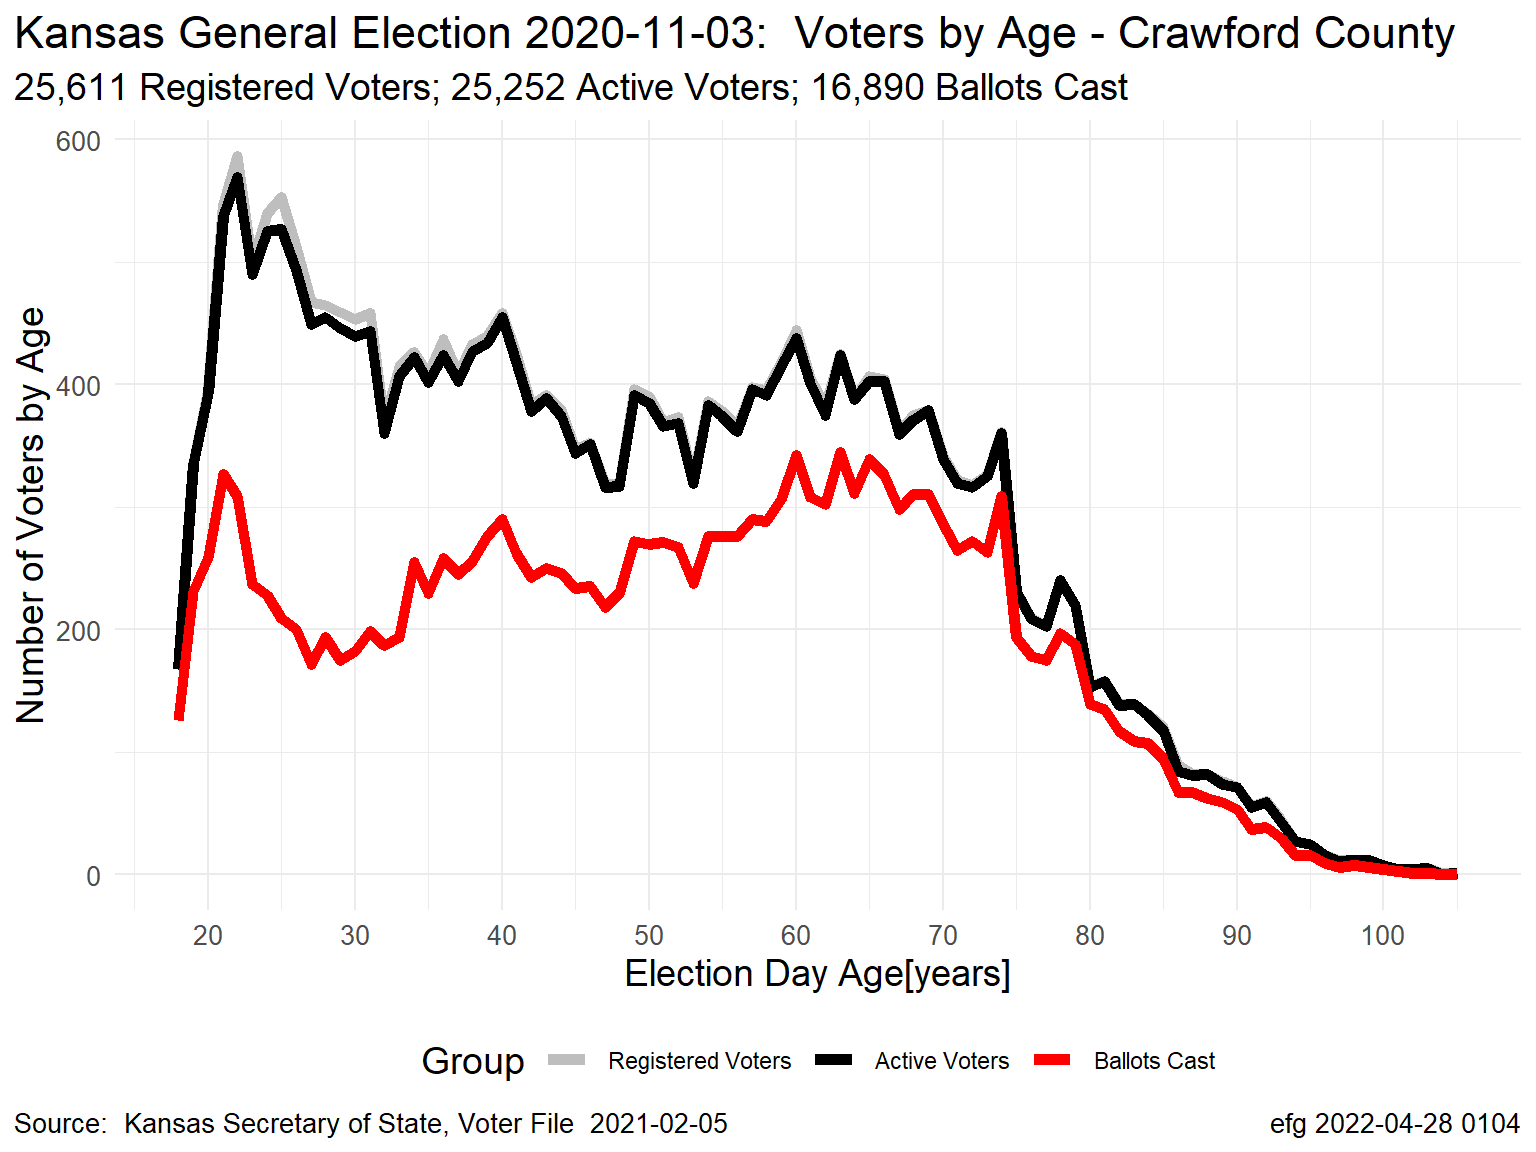 Kansas General Election 2020-11-03:  Voters by Age - Crawford County
25,611 Registered Voters; 25,252 Active Voters; 16,890 Ballots Cast
Number of Voters by Age
600
400
200
0
20 30 40 50 60 70 80 90 100
Election Day Age[years]
Group Registered Voters Active Voters Ballots Cast
Source:  Kansas Secretary of State, Voter File  2021-02-05
efg 2022-04-28 0104